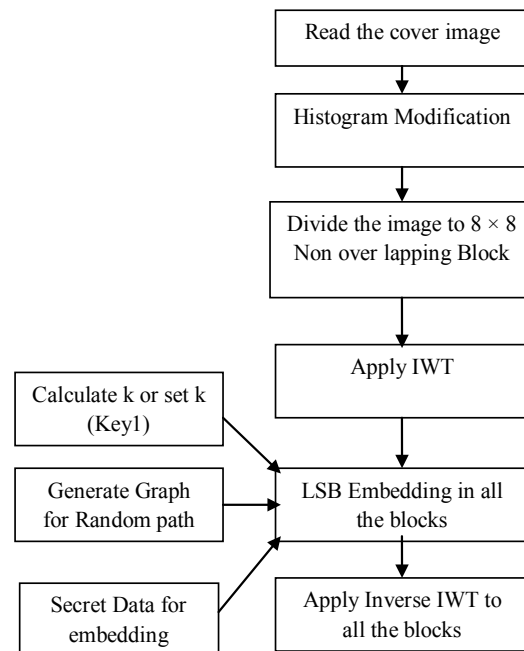 Read the cover image
Histogram Modification
Divide the image to 8 × 8
Non over lapping Block
Apply IWT
Calculate k or set k
(Key1)
Generate Graph
for Random path
LSB Embedding in all
the blocks
Secret Data for
embedding
Apply Inverse IWT to
all the blocks